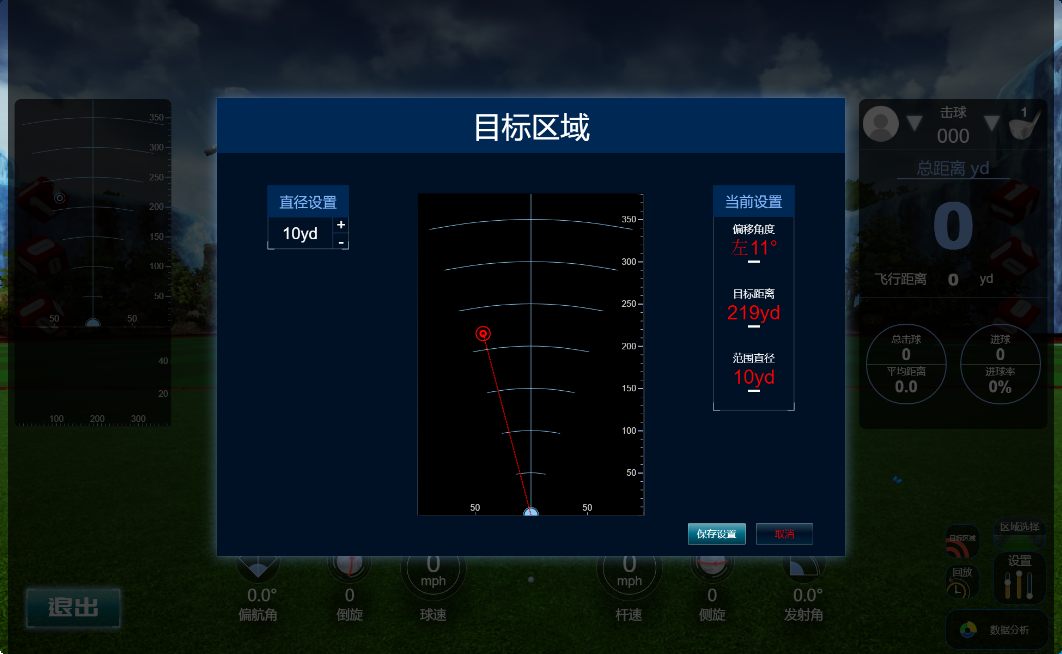 目标区域
直径设置
10yd
+
-
350
300
250
200
150
100
50
50
50
当前设置
偏移角度
左11°
目标距离
219yd
范围直径
10yd
保存设置
取消
350
300
250
200
150
100
50
50
50
40
20
100
200
300
击球
000
1
总距离 yd
0
飞行距离 0 yd
总击球
0
平均距离
0.0
进球
0
进球率
0%
退出
0.0°
偏航角
0
倒旋
0
mph
球速
0
mph
杆速
0
侧旋
0.0°
发射角
目标区域
区域选择
回放
设置
数据分析